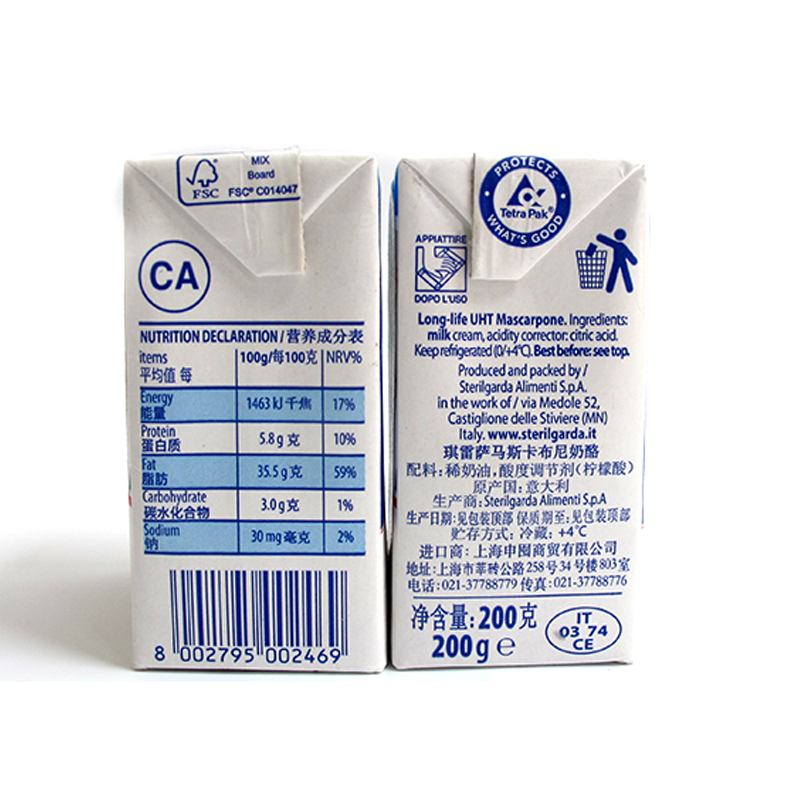 MIX
Board
FSC FSC® C014047
CA
NUTRITION DECLARATION / 营养成分表
items 100g/每100克 NRV%
平均值 每
Energy
能量 1463 kJ 千焦 17%
Protein
蛋白质 5.8 g 克 10%
Fat
脂肪 35.5 g 克 59%
Carbohydrate
碳水化合物 3.0 g 克 1%
Sodium
钠 30 mg 毫克 2%
8 002795 002469
PROTECTS
Tetra Pak®
WHAT'S GOOD
APPIATTIRE
DOPO L'USO
Long-life UHT Mascarpone. Ingredients:
milk cream, acidity corrector: citric acid.
Keep refrigerated (0/+4°C). Best before: see top.
Produced and packed by /
Sterilgarda Alimenti S.p.A.
in the work of / via Medole 52,
Castiglione delle Stiviere (MN)
Italy. www.sterilgarda.it
琪雷萨马斯卡布尼奶酪
配料: 稀奶油, 酸度调节剂 (柠檬酸)
原产国: 意大利
生产商: Sterilgarda Alimenti S.p.A
生产日期: 见包装顶部 保质期至: 见包装顶部
贮存方式: 冷藏: +4°C
进口商: 上海申囤商贸有限公司
地址: 上海市莘砖公路258号34号楼803室
电话: 021-37788779 传真: 021-37788776
净含量: 200克
200 g e
IT
03 74
CE